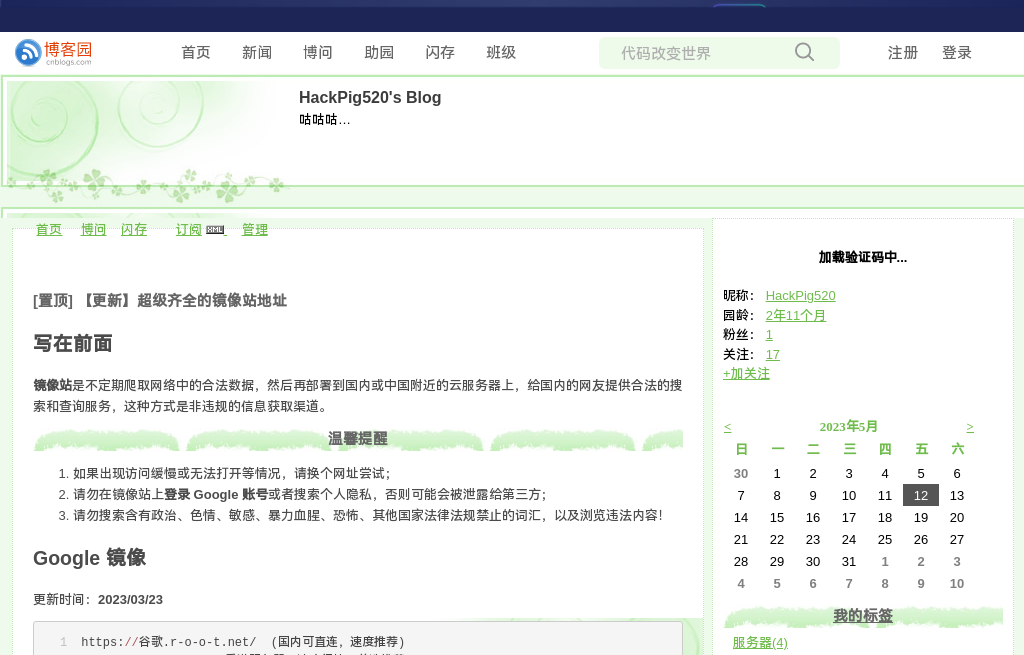 博客园
cnblogs.com
首页 新闻 博问 助园 闪存 班级
代码改变世界
注册 登录
HackPig520's Blog
咕咕咕...
首页 博问 闪存 订阅 XML 管理
[置顶] 【更新】超级齐全的镜像站地址
写在前面
镜像站是不定期爬取网络中的合法数据，然后再部署到国内或中国附近的云服务器上，给国内的网友提供合法的搜
索和查询服务，这种方式是非违规的信息获取渠道。
温馨提醒
1. 如果出现访问缓慢或无法打开等情况，请换个网址尝试；
2. 请勿在镜像站上登录 Google 账号或者搜索个人隐私，否则可能会被泄露给第三方；
3. 请勿搜索含有政治、色情、敏感、暴力血腥、恐怖、其他国家法律法规禁止的词汇，以及浏览违法内容！
Google 镜像
更新时间：2023/03/23
1 https://谷歌.r-o-o-t.net/ (国内可直连，速度推荐)
加载验证码中...
昵称： HackPig520
园龄： 2年11个月
粉丝： 1
关注： 17
+加关注
< 2023年5月 >
日 一 二 三 四 五 六
30 1 2 3 4 5 6
7 8 9 10 11 12 13
14 15 16 17 18 19 20
21 22 23 24 25 26 27
28 29 30 31 1 2 3
4 5 6 7 8 9 10
我的标签
服务器(4)